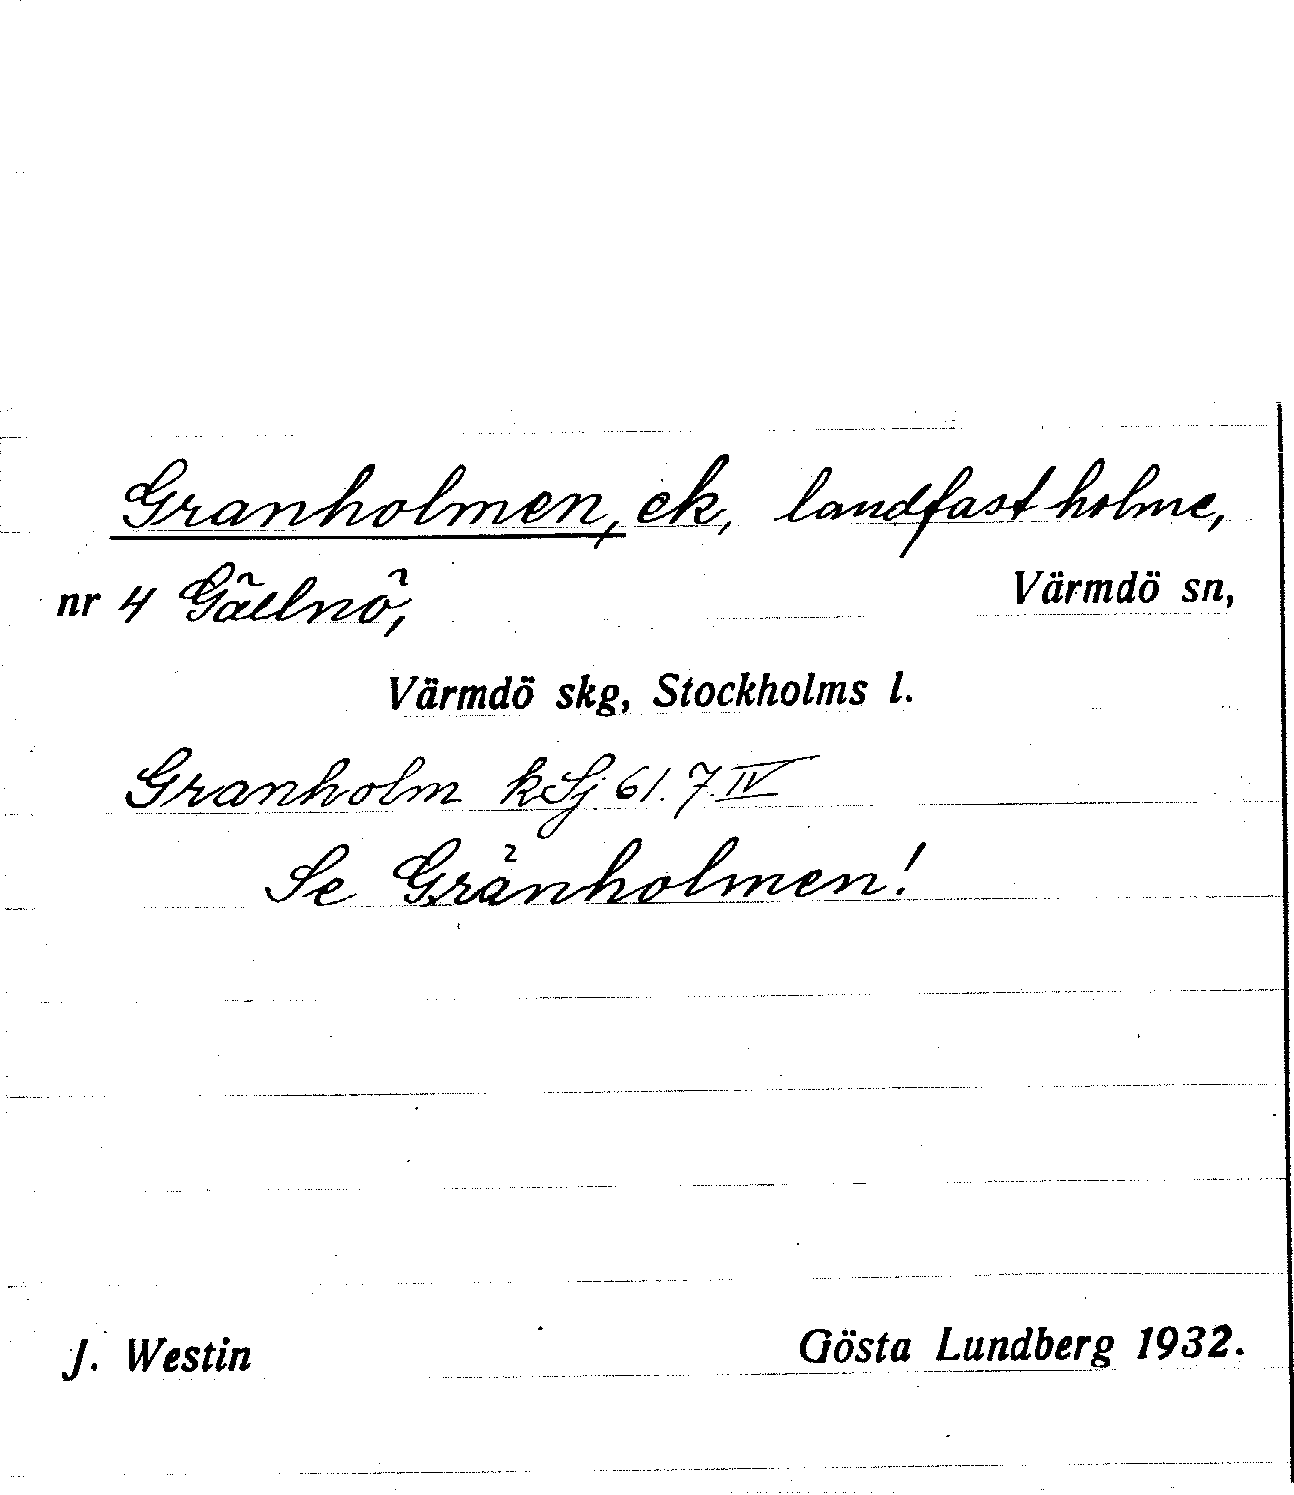 Granholmen, ek, landfast holme,
nr 4 Gällnö, Värmdö sn,
Värmdö skg, Stockholms l.
Granholm kSj. 61. 7. IV
Se Gränholmen!
J. Westin Gösta Lundberg 1932.